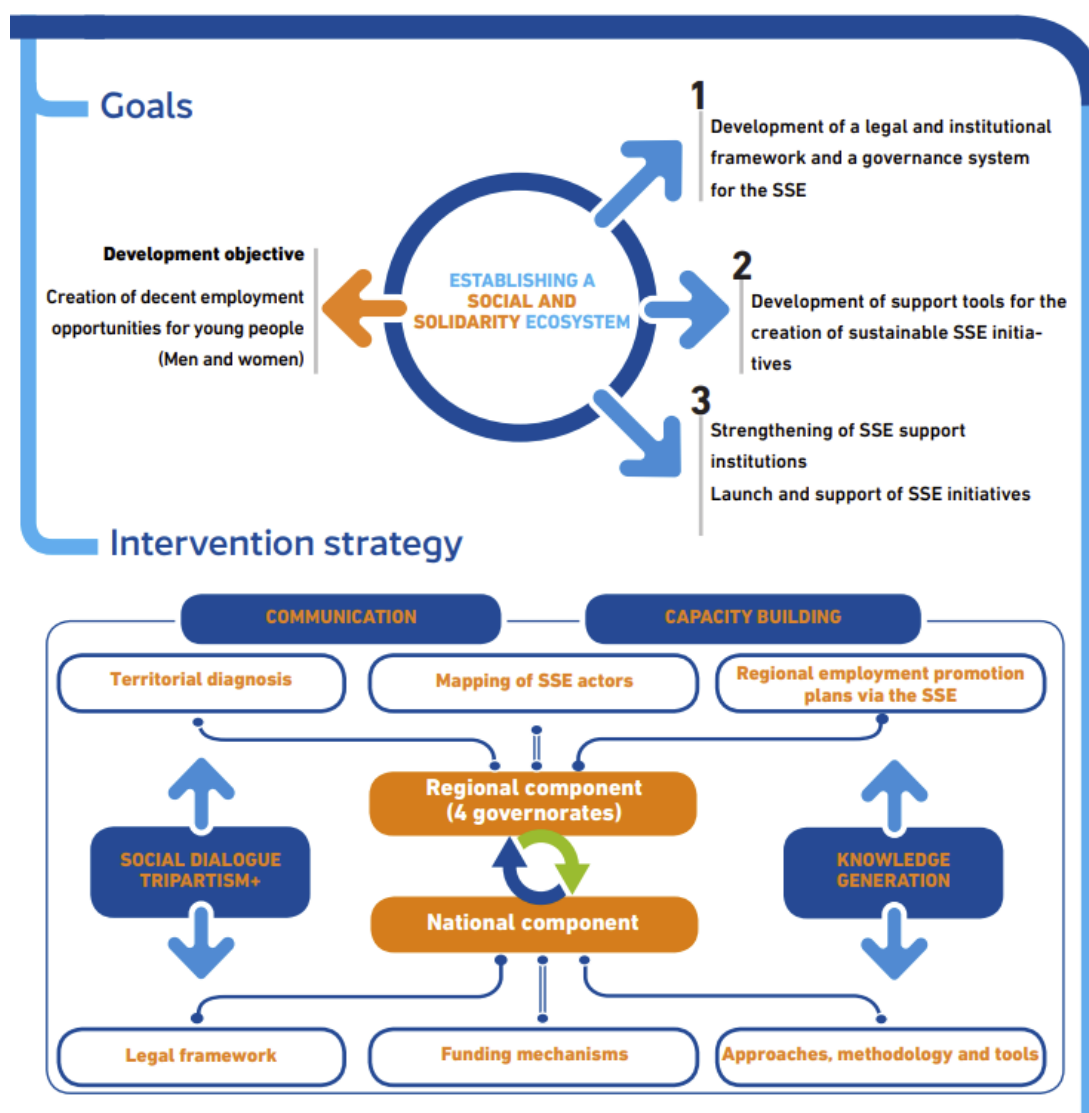 Goals
1
Development of a legal and institutional
framework and a governance system
for the SSE
Development objective
Creation of decent employment
opportunities for young people
(Men and women)
ESTABLISHING A
SOCIAL AND
SOLIDARITY ECOSYSTEM
2
Development of support tools for the
creation of sustainable SSE initia-
tives
3
Strengthening of SSE support
institutions
Launch and support of SSE initiatives
Intervention strategy
COMMUNICATION
CAPACITY BUILDING
Territorial diagnosis
Mapping of SSE actors
Regional employment promotion
plans via the SSE
Regional component
(4 governorates)
SOCIAL DIALOGUE
TRIPARTISM+
KNOWLEDGE
GENERATION
National component
Legal framework
Funding mechanisms
Approaches, methodology and tools